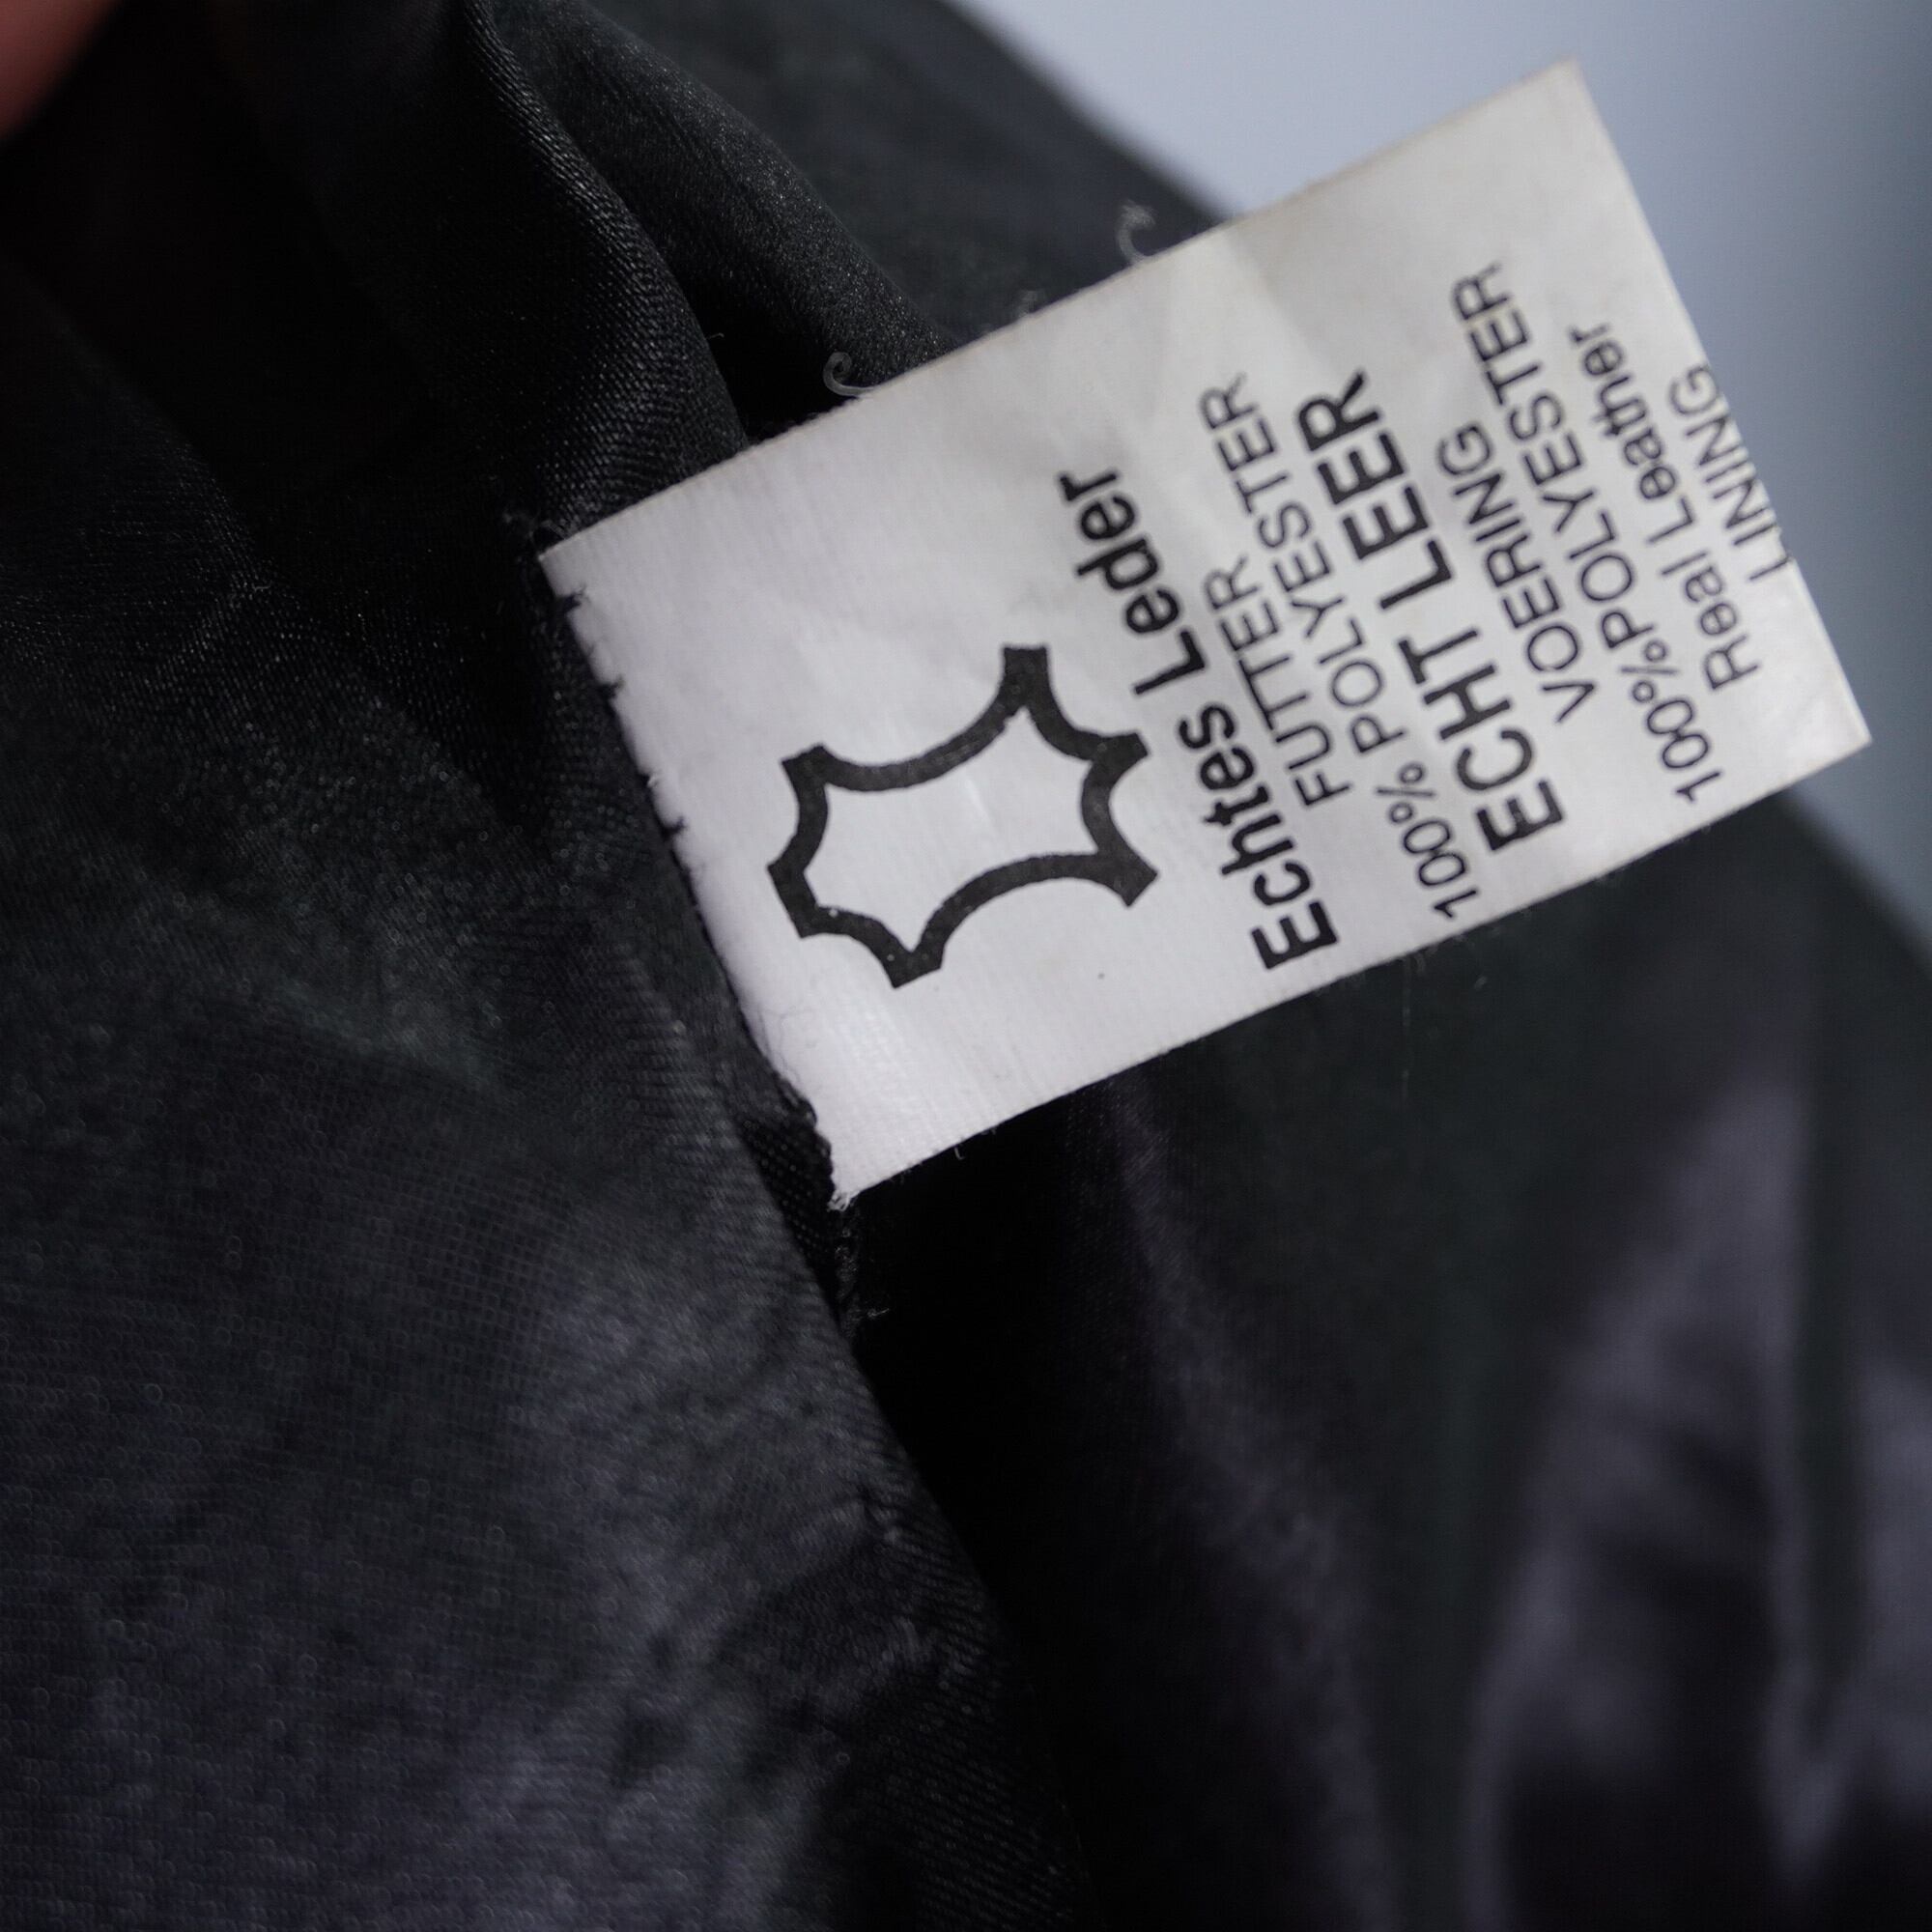 Echtes Leder
FUTTER
100% POLYESTER
ECHT LEER
VOERING
100%POLYESTER
Real Leather
LINING